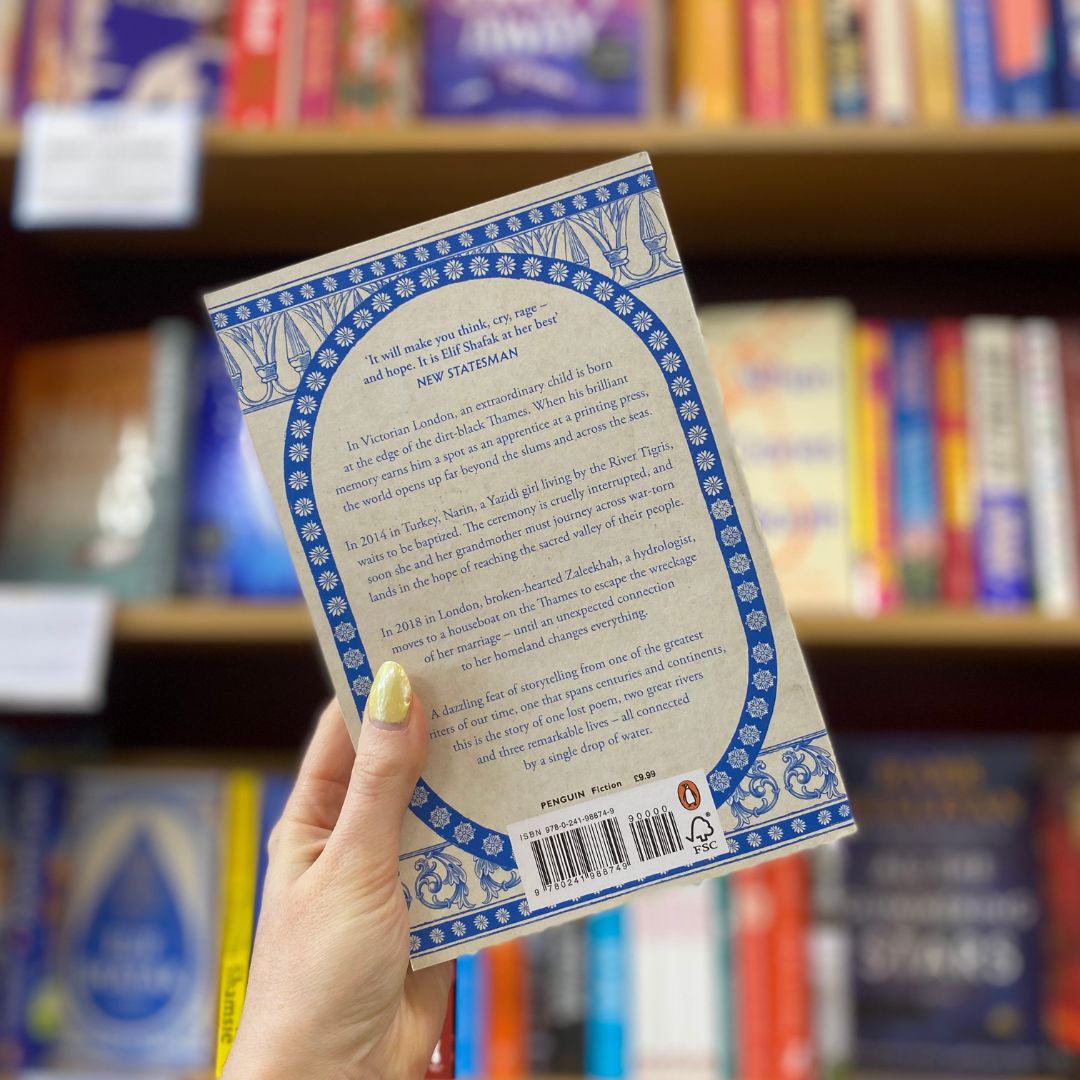 'It will make you think, cry, rage –
and hope. It is Elif Shafak at her best'
NEW STATESMAN
In Victorian London, an extraordinary child is born
at the edge of the dirt-black Thames. When his brilliant
memory earns him a spot as an apprentice at a printing press,
the world opens up far beyond the slums and across the seas.
In 2014 in Turkey, Narin, a Yazidi girl living by the River Tigris,
waits to be baptized. The ceremony is cruelly interrupted, and
soon she and her grandmother must journey across war-torn
lands in the hope of reaching the sacred valley of their people.
In 2018 in London, broken-hearted Zaleekhah, a hydrologist,
moves to a houseboat on the Thames to escape the wreckage
of her marriage – until an unexpected connection
to her homeland changes everything.
A dazzling feat of storytelling from one of the greatest
riters of our time, one that spans centuries and continents,
this is the story of one lost poem, two great rivers
and three remarkable lives – all connected
by a single drop of water.
PENGUIN Fiction £9.99
ISBN 978-0-241-98874-9
90000
9 780241 988749
FSC
Shamsie
STARS